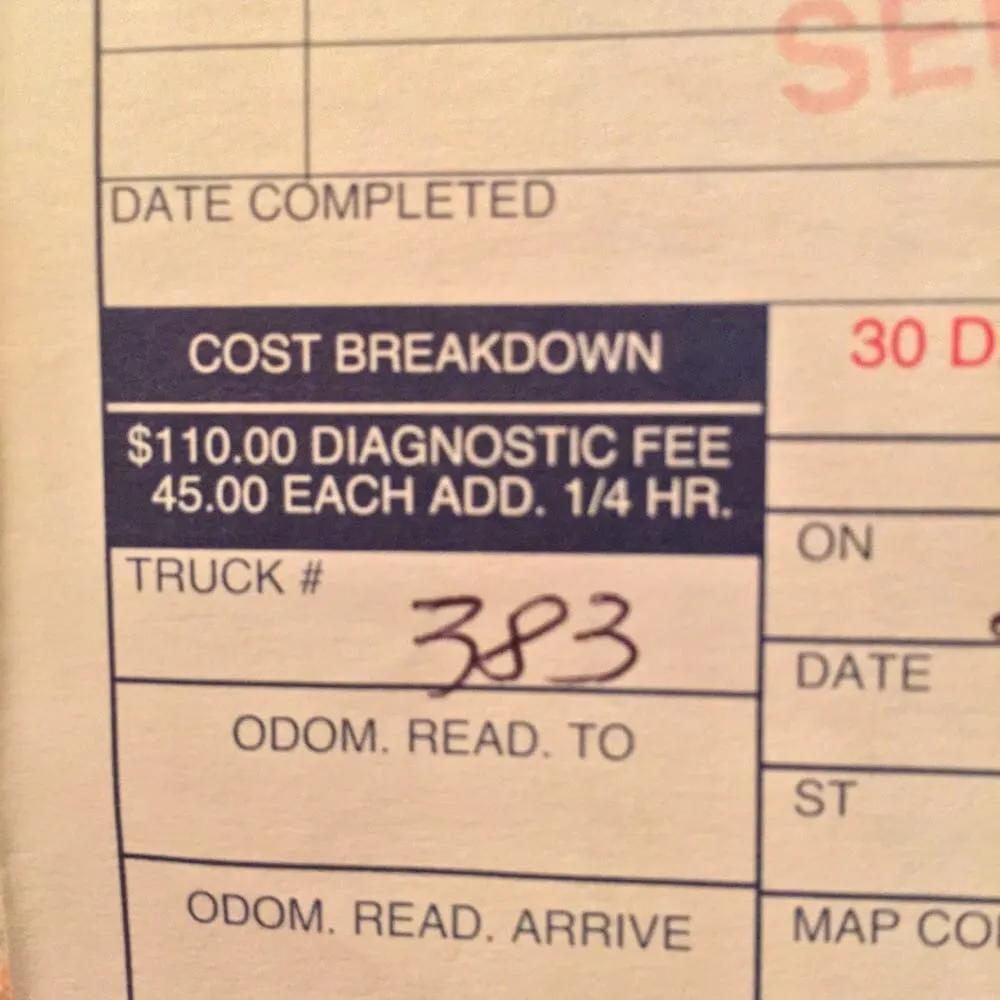 DATE COMPLETED
COST BREAKDOWN
30
$110.00 DIAGNOSTIC FEE
45.00 EACH ADD. 1/4 HR.
ON
TRUCK #
383
DATE
ODOM. READ. TO
ST
ODOM. READ. ARRIVE
MAP